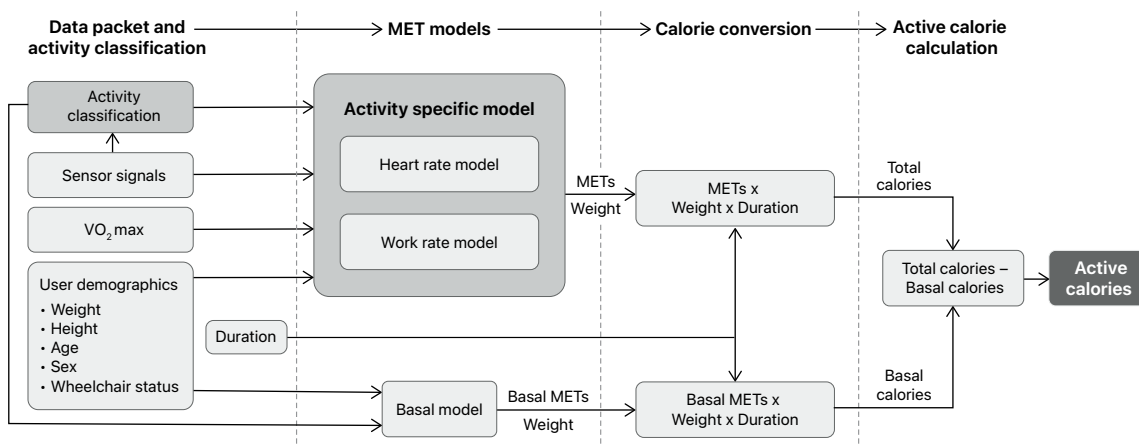 Data packet and
activity classification
MET models
Calorie conversion
Active calorie
calculation
Activity
classification
Sensor signals
VO₂ max
User demographics
• Weight
• Height
• Age
• Sex
• Wheelchair status
Duration
Activity specific model
Heart rate model
Work rate model
METs
Weight
Basal model
Basal METs
Weight
METs x
Weight x Duration
Basal METs x
Weight x Duration
Total
calories
Total calories –
Basal calories
Basal
calories
Active
calories